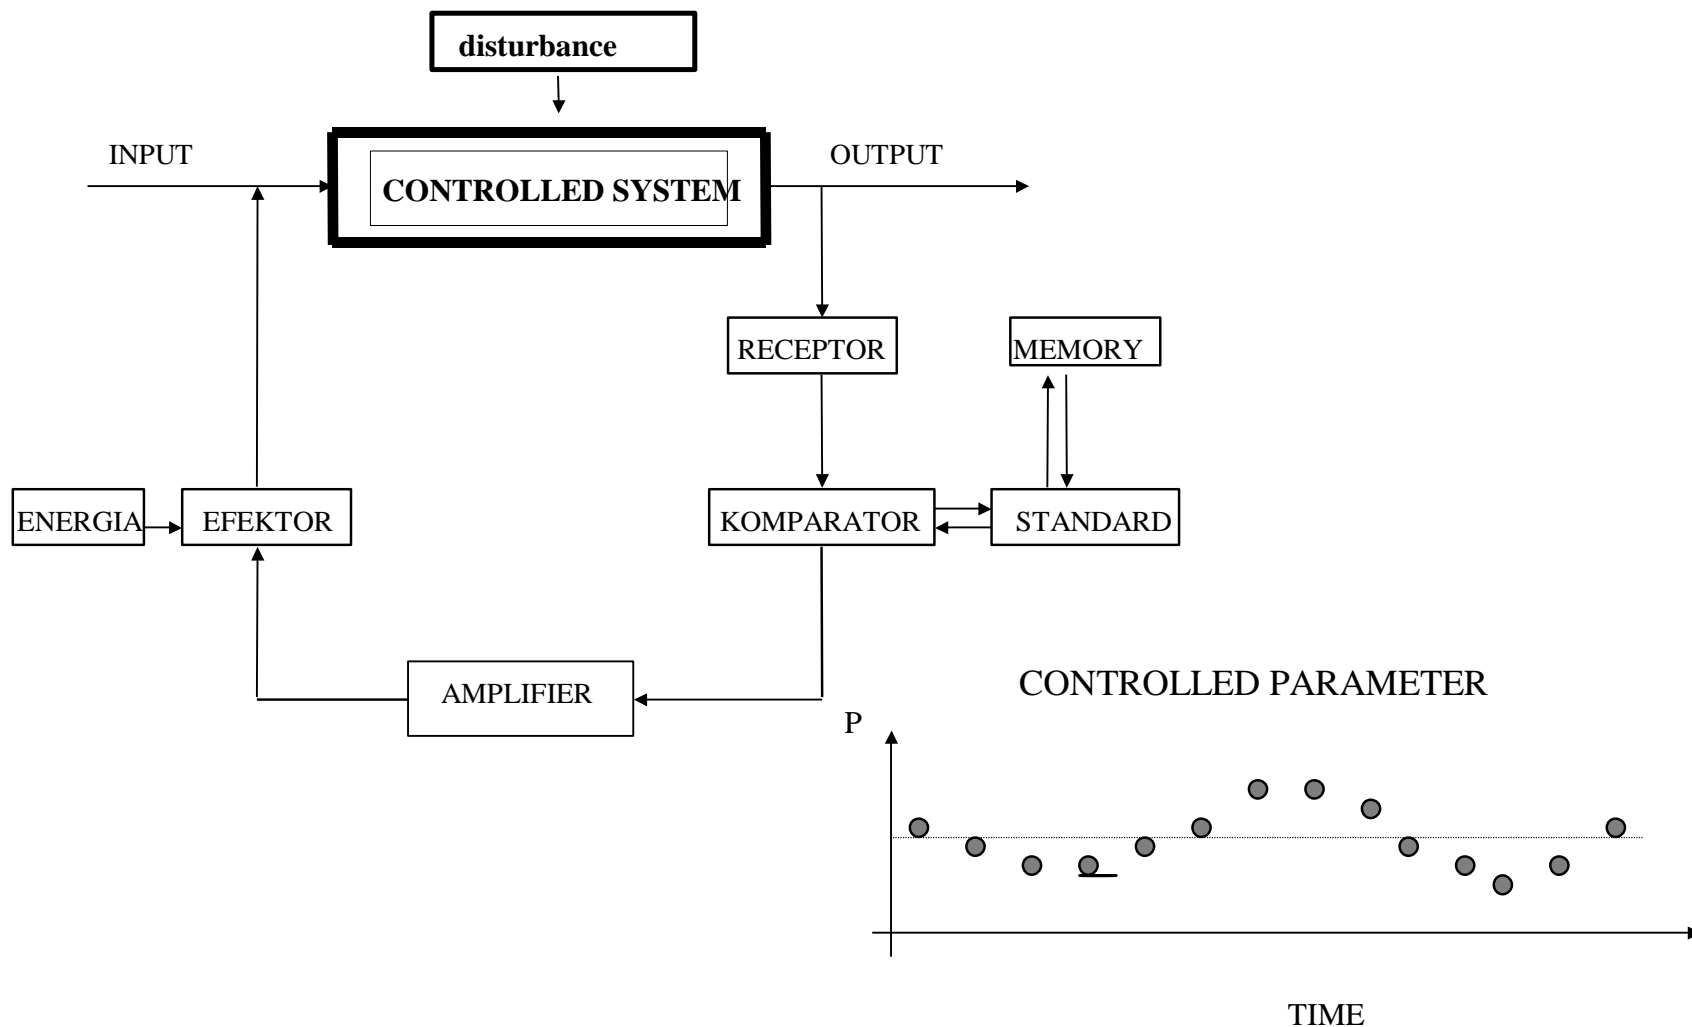 disturbance
INPUT
OUTPUT
CONTROLLED SYSTEM
RECEPTOR
MEMORY
ENERGIA
EFEKTOR
KOMPARATOR
STANDARD
AMPLIFIER
CONTROLLED PARAMETER
P
TIME